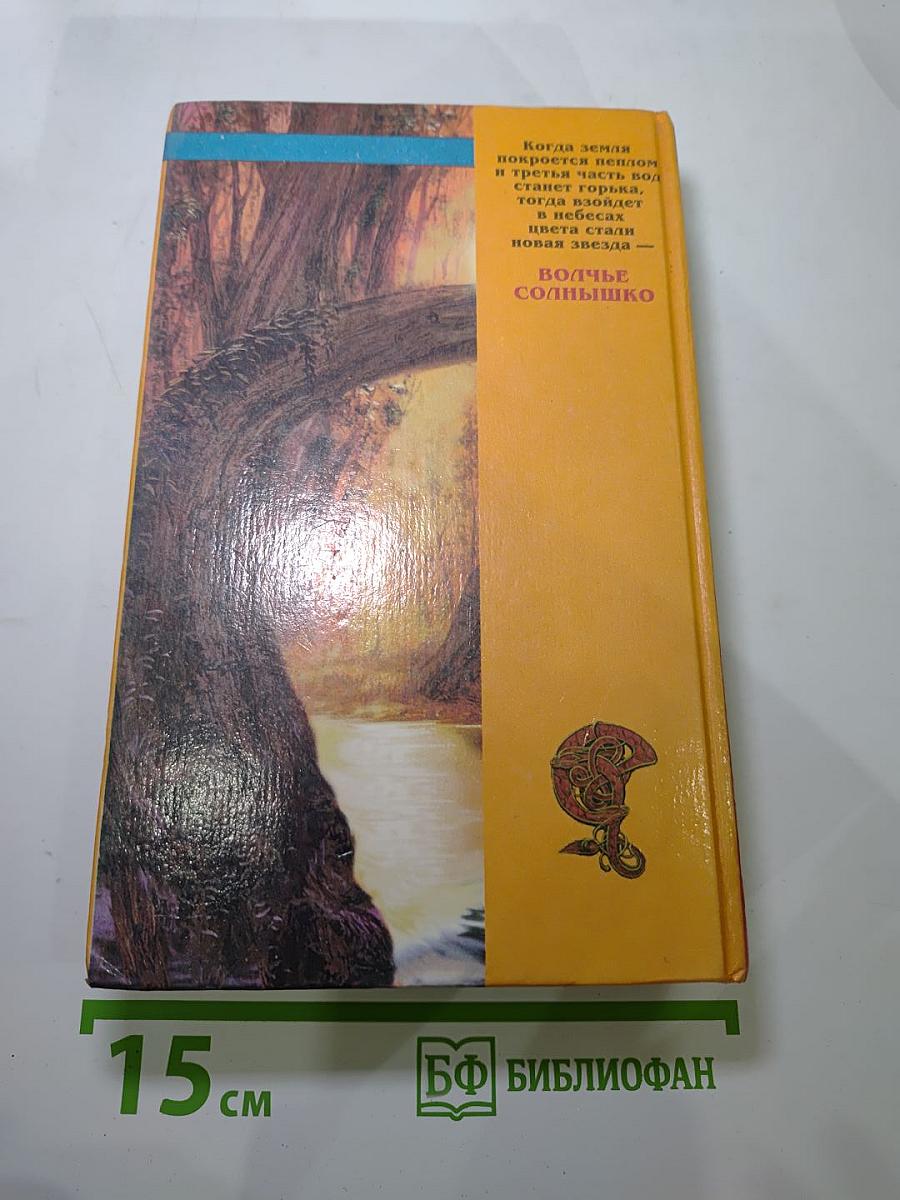 Когда земля
покроется пеплом
и третья часть вод
станет горька,
тогда взойдет
в небесах
цвета стали
новая звезда —
ВОЛЧЬЕ
СОЛНЫШКО
15 см
БФ БИБЛИОФАН